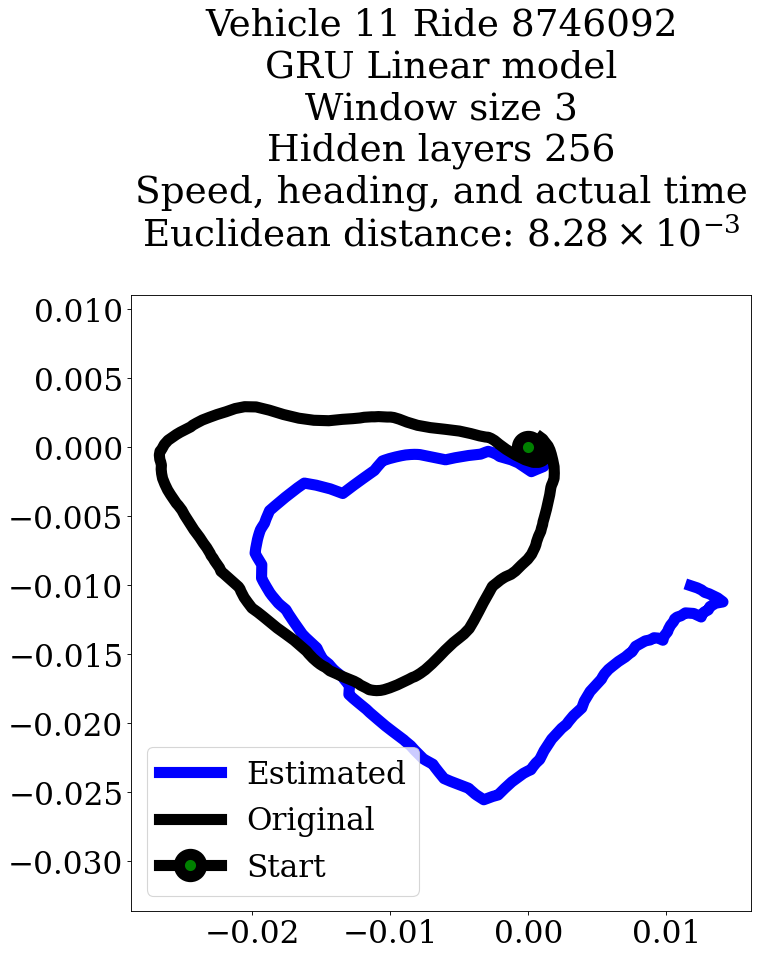 Vehicle 11 Ride 8746092
GRU Linear model
Window size 3
Hidden layers 256
Speed, heading, and actual time
Euclidean distance: 8.28 × 10⁻³
0.010
0.005
0.000
−0.005
−0.010
−0.015
−0.020
−0.025
−0.030
Estimated
Original
Start
−0.02 −0.01 0.00 0.01